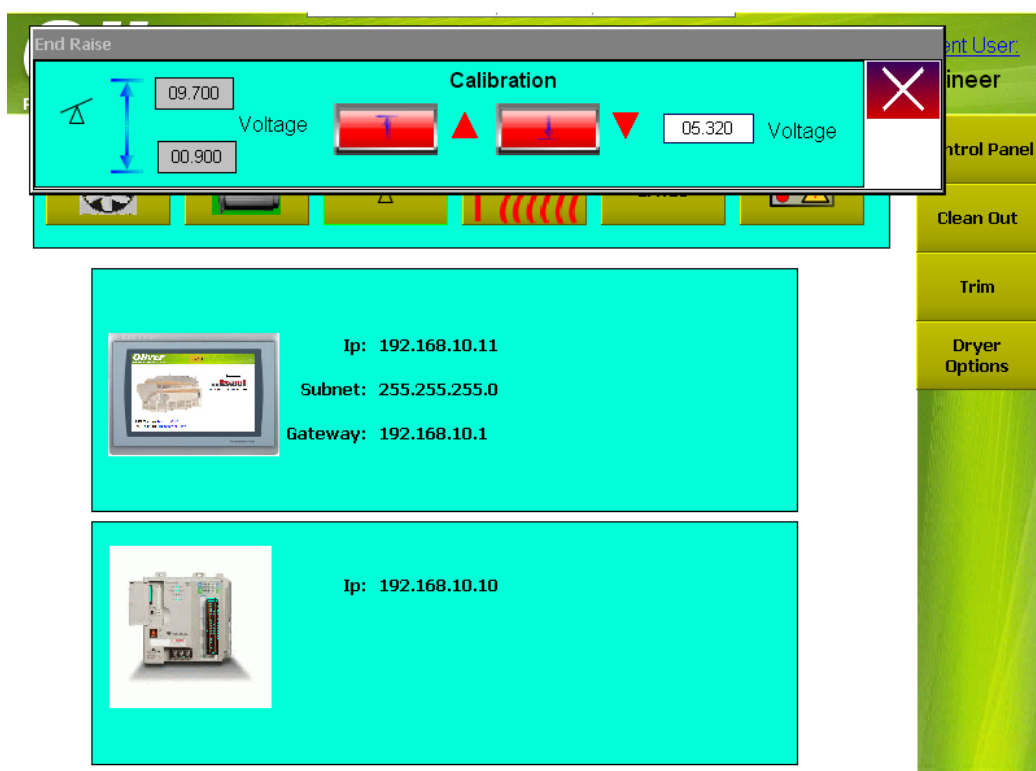 End Raise
ent User:
ineer
Calibration
09.700
Voltage
00.900
05.320
Voltage
ntrol Panel
Clean Out
Trim
Dryer
Options
Ip: 192.168.10.11
Subnet: 255.255.255.0
Gateway: 192.168.10.1
Ip: 192.168.10.10